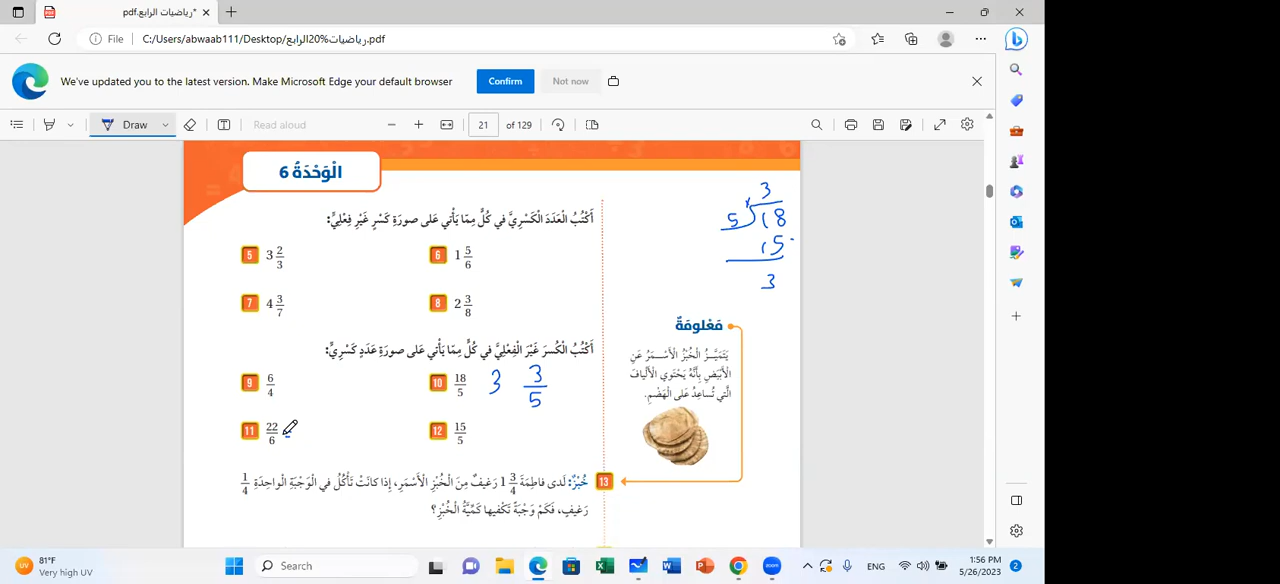 *رياضيات الرابع.pdf
File C:/Users/abwaab111/Desktop/رياضيات%20الرابع.pdf
We've updated you to the latest version. Make Microsoft Edge your default browser Confirm Not now
Draw Read aloud 21 of 129
الْوَحْدَةُ 6
أَكْتُبُ الْعَدَدَ الْكَسْرِيَّ في كُلٍّ مِمّا يَأْتي عَلى صورَةِ كَسْرٍ غَيْرِ فِعْلِيٍّ:
5 3 2/3 6 1 5/6
7 4 3/7 8 2 3/8
أَكْتُبُ الْكَسرَ غَيْرَ الْفِعْلِيَّ في كُلٍّ مِمّا يَأْتي عَلى صورَةِ عَدَدٍ كَسْرِيٍّ:
9 6/4 10 18/5 3 3/5
11 22/6 12 15/5
13 خُبْزٌ: لَدى فاطِمَةَ 1 3/4 رَغيفٌ مِنَ الْخُبْزِ الْأَسْمَرِ، إِذا كانَتْ تَأْكُلُ في الْوَجْبَةِ الْواحِدَةِ 1/4
رَغيفٍ، فَكَمْ وَجْبَةً تَكْفيها كَمِّيَّةُ الْخُبْزِ؟
3
5 18
15
3
مَعْلومَةٌ
يَتَمَيَّزُ الْخُبْزُ الْأَسْمَرُ عَنِ
الْأَبْيَضِ بِأَنَّهُ يَحْتَوي الْأَلْيافَ
الَّتي تُساعِدُ عَلى الْهَضْمِ.
81°F
Very high UV
Search
ENG
1:56 PM
5/26/2023
2